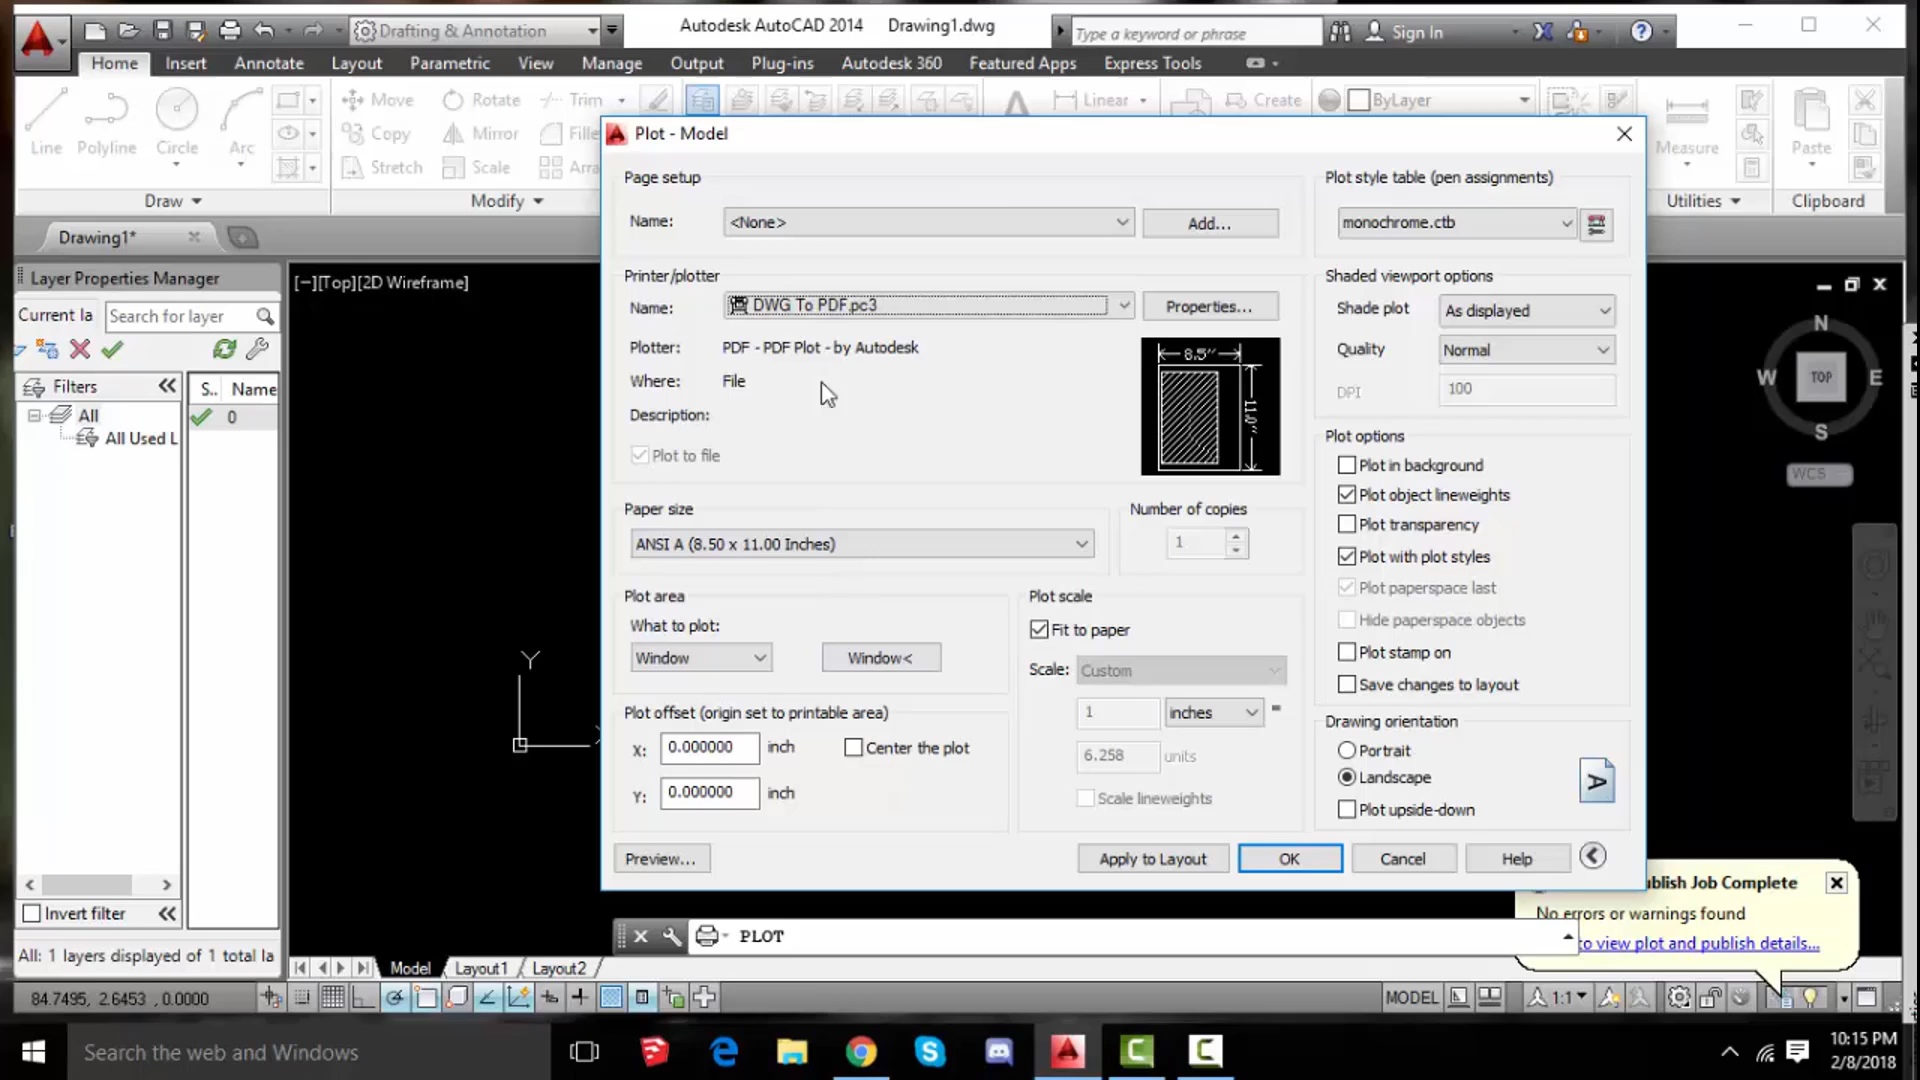 Drafting & Annotation
Autodesk AutoCAD 2014 Drawing1.dwg
Type a keyword or phrase
Sign In
Home Insert Annotate Layout Parametric View Manage Output Plug-ins Autodesk 360 Featured Apps Express Tools
Line Polyline Circle Arc
Move Rotate Trim
Copy Mirror Fille
Stretch Scale Arra
Linear Create ByLayer
Measure Paste
Draw Modify Utilities Clipboard
Drawing1*
Layer Properties Manager
Current la Search for layer
Filters
All
All Used L
S.. Name
0
Invert filter
All: 1 layers displayed of 1 total la
[−][Top][2D Wireframe]
Y
N
W TOP E
S
WCS
Plot - Model
Page setup
Name: <None> Add...
Printer/plotter
Name: DWG To PDF.pc3 Properties...
Plotter: PDF - PDF Plot - by Autodesk
Where: File
Description:
Plot to file
8.5″
11.0″
Paper size
ANSI A (8.50 x 11.00 Inches)
Number of copies
1
Plot area
What to plot:
Window Window<
Plot offset (origin set to printable area)
X: 0.000000 inch Center the plot
Y: 0.000000 inch
Plot scale
Fit to paper
Scale: Custom
1 inches =
6.258 units
Scale lineweights
Plot style table (pen assignments)
monochrome.ctb
Shaded viewport options
Shade plot As displayed
Quality Normal
DPI 100
Plot options
Plot in background
Plot object lineweights
Plot transparency
Plot with plot styles
Plot paperspace last
Hide paperspace objects
Plot stamp on
Save changes to layout
Drawing orientation
Portrait
Landscape
Plot upside-down
A
Preview... Apply to Layout OK Cancel Help
ublish Job Complete
No errors or warnings found
to view plot and publish details...
PLOT
Model Layout1 Layout2
84.7495, 2.6453 , 0.0000
MODEL 1:1
Search the web and Windows
10:15 PM
2/8/2018